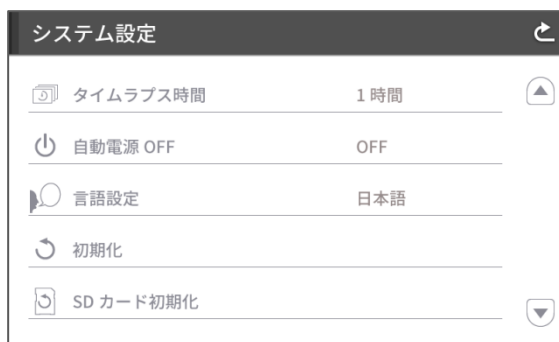 システム設定
タイムラプス時間 1 時間
自動電源 OFF OFF
言語設定 日本語
初期化
SD カード初期化